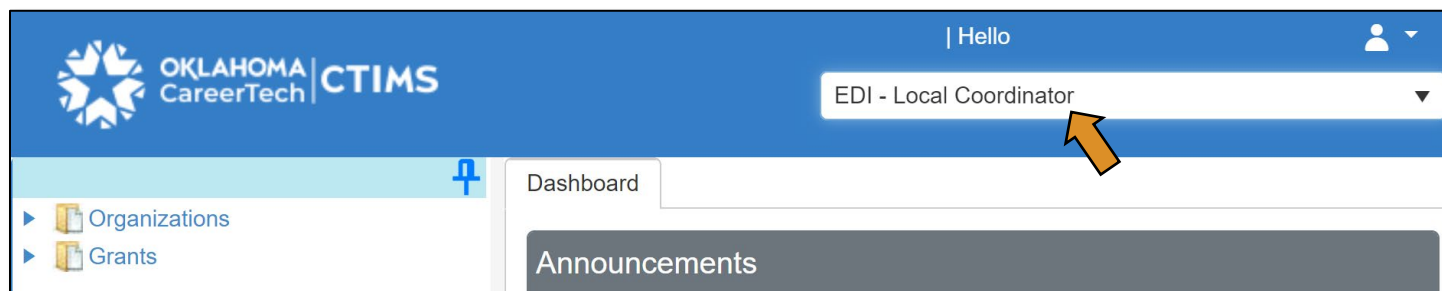 | Hello
OKLAHOMA
CareerTech
CTIMS
EDI - Local Coordinator
Organizations
Grants
Dashboard
Announcements